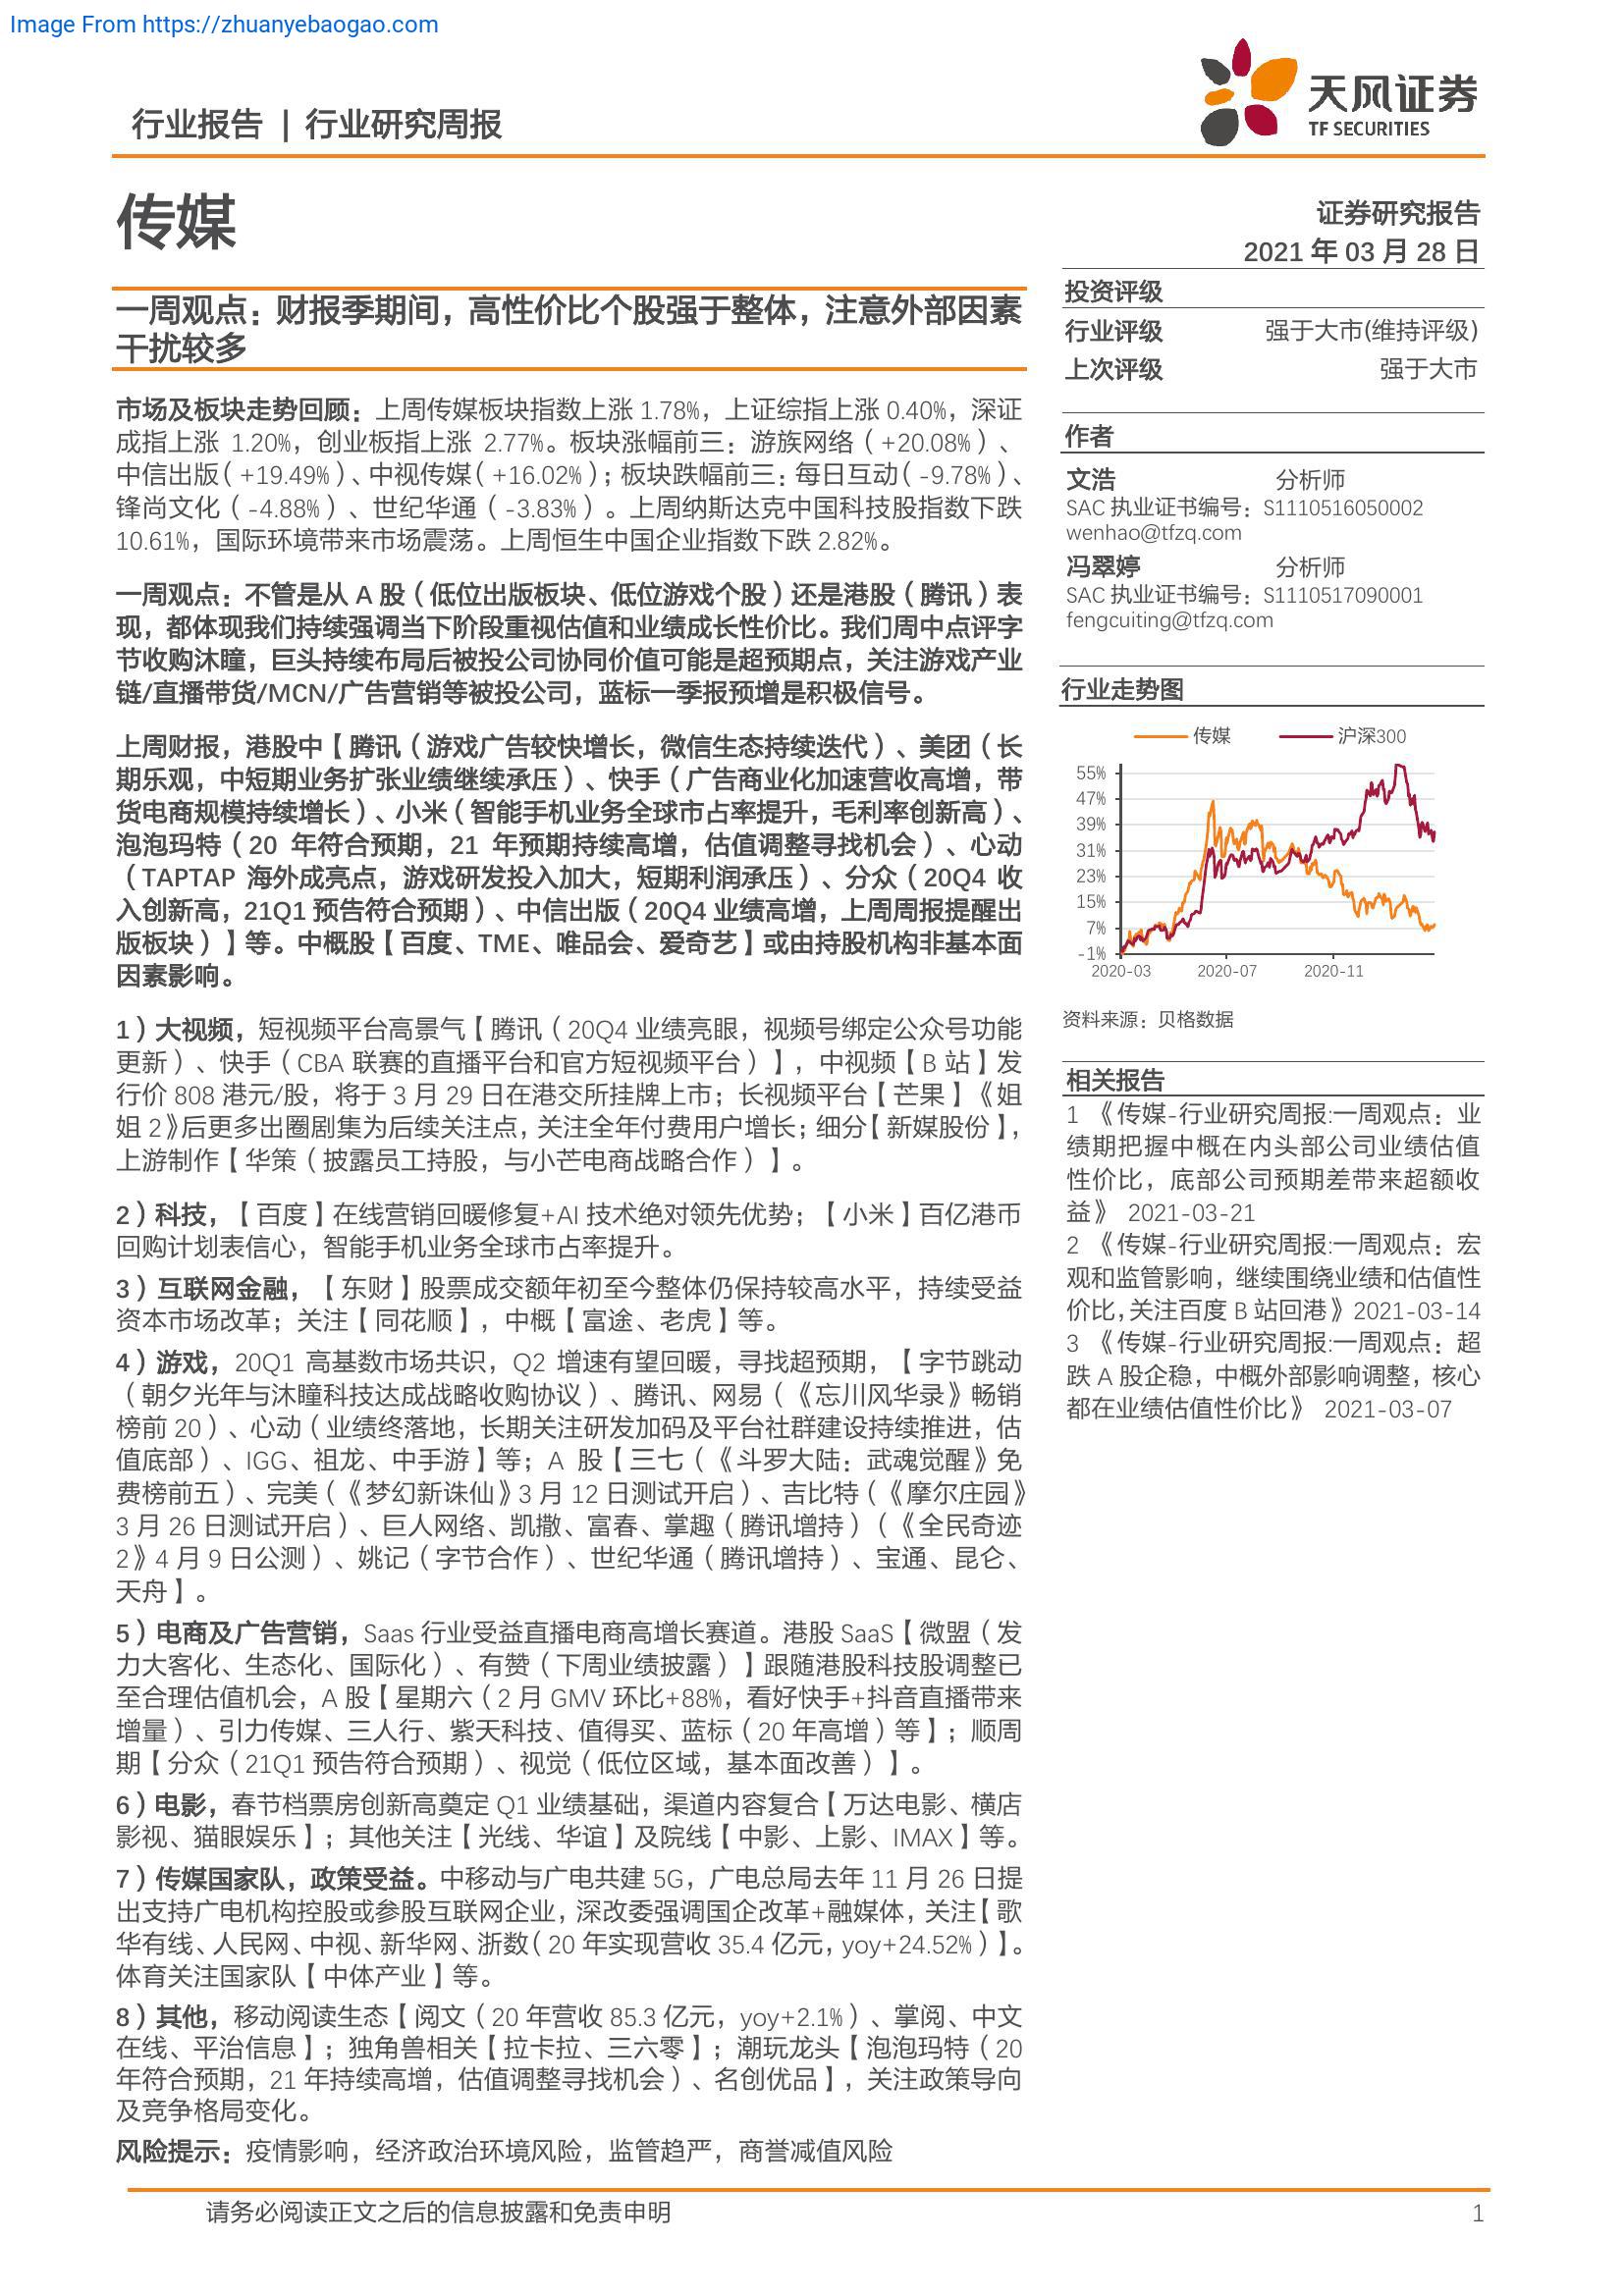 Image From https://zhuanyebaogao.com
行业报告 | 行业研究周报
天风证券
TF SECURITIES
传媒
证券研究报告
2021 年 03 月 28 日
一周观点：财报季期间，高性价比个股强于整体，注意外部因素
干扰较多
市场及板块走势回顾：上周传媒板块指数上涨 1.78%，上证综指上涨 0.40%，深证
成指上涨 1.20%，创业板指上涨 2.77%。板块涨幅前三：游族网络（+20.08%）、
中信出版（+19.49%）、中视传媒（+16.02%）；板块跌幅前三：每日互动（-9.78%）、
锋尚文化（-4.88%）、世纪华通（-3.83%）。上周纳斯达克中国科技股指数下跌
10.61%，国际环境带来市场震荡。上周恒生中国企业指数下跌 2.82%。
一周观点：不管是从 A 股（低位出版板块、低位游戏个股）还是港股（腾讯）表
现，都体现我们持续强调当下阶段重视估值和业绩成长性价比。我们周中点评字
节收购沐瞳，巨头持续布局后被投公司协同价值可能是超预期点，关注游戏产业
链/直播带货/MCN/广告营销等被投公司，蓝标一季报预增是积极信号。
上周财报，港股中【腾讯（游戏广告较快增长，微信生态持续迭代）、美团（长
期乐观，中短期业务扩张业绩继续承压）、快手（广告商业化加速营收高增，带
货电商规模持续增长）、小米（智能手机业务全球市占率提升，毛利率创新高）、
泡泡玛特（20 年符合预期，21 年预期持续高增，估值调整寻找机会）、心动
（TAPTAP 海外成亮点，游戏研发投入加大，短期利润承压）、分众（20Q4 收
入创新高，21Q1 预告符合预期）、中信出版（20Q4 业绩高增，上周周报提醒出
版板块）】等。中概股【百度、TME、唯品会、爱奇艺】或由持股机构非基本面
因素影响。
1）大视频，短视频平台高景气【腾讯（20Q4 业绩亮眼，视频号绑定公众号功能
更新）、快手（CBA 联赛的直播平台和官方短视频平台）】，中视频【B 站】发
行价 808 港元/股，将于 3 月 29 日在港交所挂牌上市；长视频平台【芒果】《姐
姐 2》后更多出圈剧集为后续关注点，关注全年付费用户增长；细分【新媒股份】，
上游制作【华策（披露员工持股，与小芒电商战略合作）】。
2）科技，【百度】在线营销回暖修复+AI 技术绝对领先优势；【小米】百亿港币
回购计划表信心，智能手机业务全球市占率提升。
3）互联网金融，【东财】股票成交额年初至今整体仍保持较高水平，持续受益
资本市场改革；关注【同花顺】，中概【富途、老虎】等。
4）游戏，20Q1 高基数市场共识，Q2 增速有望回暖，寻找超预期，【字节跳动
（朝夕光年与沐瞳科技达成战略收购协议）、腾讯、网易（《忘川风华录》畅销
榜前 20）、心动（业绩终落地，长期关注研发加码及平台社群建设持续推进，估
值底部）、IGG、祖龙、中手游】等；A 股【三七（《斗罗大陆：武魂觉醒》免
费榜前五）、完美（《梦幻新诛仙》3 月 12 日测试开启）、吉比特（《摩尔庄园》
3 月 26 日测试开启）、巨人网络、凯撒、富春、掌趣（腾讯增持）（《全民奇迹
2》4 月 9 日公测）、姚记（字节合作）、世纪华通（腾讯增持）、宝通、昆仑、
天舟】。
5）电商及广告营销，Saas 行业受益直播电商高增长赛道。港股 SaaS【微盟（发
力大客化、生态化、国际化）、有赞（下周业绩披露）】跟随港股科技股调整已
至合理估值机会，A 股【星期六（2 月 GMV 环比+88%，看好快手+抖音直播带来
增量）、引力传媒、三人行、紫天科技、值得买、蓝标（20 年高增）等】；顺周
期【分众（21Q1 预告符合预期）、视觉（低位区域，基本面改善）】。
6）电影，春节档票房创新高奠定 Q1 业绩基础，渠道内容复合【万达电影、横店
影视、猫眼娱乐】；其他关注【光线、华谊】及院线【中影、上影、IMAX】等。
7）传媒国家队，政策受益。中移动与广电共建 5G，广电总局去年 11 月 26 日提
出支持广电机构控股或参股互联网企业，深改委强调国企改革+融媒体，关注【歌
华有线、人民网、中视、新华网、浙数（20 年实现营收 35.4 亿元，yoy+24.52%）】。
体育关注国家队【中体产业】等。
8）其他，移动阅读生态【阅文（20 年营收 85.3 亿元，yoy+2.1%）、掌阅、中文
在线、平治信息】；独角兽相关【拉卡拉、三六零】；潮玩龙头【泡泡玛特（20
年符合预期，21 年持续高增，估值调整寻找机会）、名创优品】，关注政策导向
及竞争格局变化。
风险提示：疫情影响，经济政治环境风险，监管趋严，商誉减值风险
投资评级
行业评级 强于大市(维持评级)
上次评级 强于大市
作者
文浩 分析师
SAC 执业证书编号：S1110516050002
wenhao@tfzq.com
冯翠婷 分析师
SAC 执业证书编号：S1110517090001
fengcuiting@tfzq.com
行业走势图
传媒 沪深300
55%
47%
39%
31%
23%
15%
7%
-1%
2020-03 2020-07 2020-11
资料来源：贝格数据
相关报告
1 《传媒-行业研究周报:一周观点：业
绩期把握中概在内头部公司业绩估值
性价比，底部公司预期差带来超额收
益》 2021-03-21
2 《传媒-行业研究周报:一周观点：宏
观和监管影响，继续围绕业绩和估值性
价比,关注百度 B 站回港》2021-03-14
3 《传媒-行业研究周报:一周观点：超
跌 A 股企稳，中概外部影响调整，核心
都在业绩估值性价比》 2021-03-07
请务必阅读正文之后的信息披露和免责申明 1